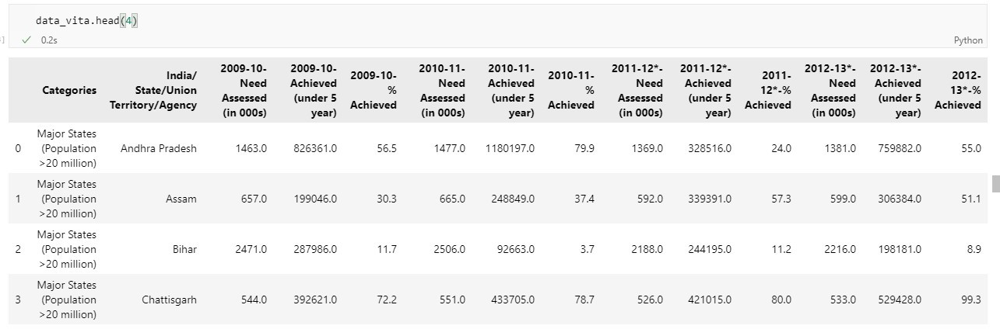 data_vita.head(4)
] ✓ 0.2s Python
Categories India/ State/Union Territory/Agency 2009-10- Need Assessed (in 000s) 2009-10- Achieved (under 5 year) 2009-10- % Achieved 2010-11- Need Assessed (in 000s) 2010-11- Achieved (under 5 year) 2010-11- % Achieved 2011-12*- Need Assessed (in 000s) 2011-12*- Achieved (under 5 year) 2011- 12*-% Achieved 2012-13*- Need Assessed (in 000s) 2012-13*- Achieved (under 5 year) 2012- 13*-% Achieved
0 Major States (Population >20 million) Andhra Pradesh 1463.0 826361.0 56.5 1477.0 1180197.0 79.9 1369.0 328516.0 24.0 1381.0 759882.0 55.0
1 Major States (Population >20 million) Assam 657.0 199046.0 30.3 665.0 248849.0 37.4 592.0 339391.0 57.3 599.0 306384.0 51.1
2 Major States (Population >20 million) Bihar 2471.0 287986.0 11.7 2506.0 92663.0 3.7 2188.0 244195.0 11.2 2216.0 198181.0 8.9
3 Major States (Population >20 million) Chattisgarh 544.0 392621.0 72.2 551.0 433705.0 78.7 526.0 421015.0 80.0 533.0 529428.0 99.3